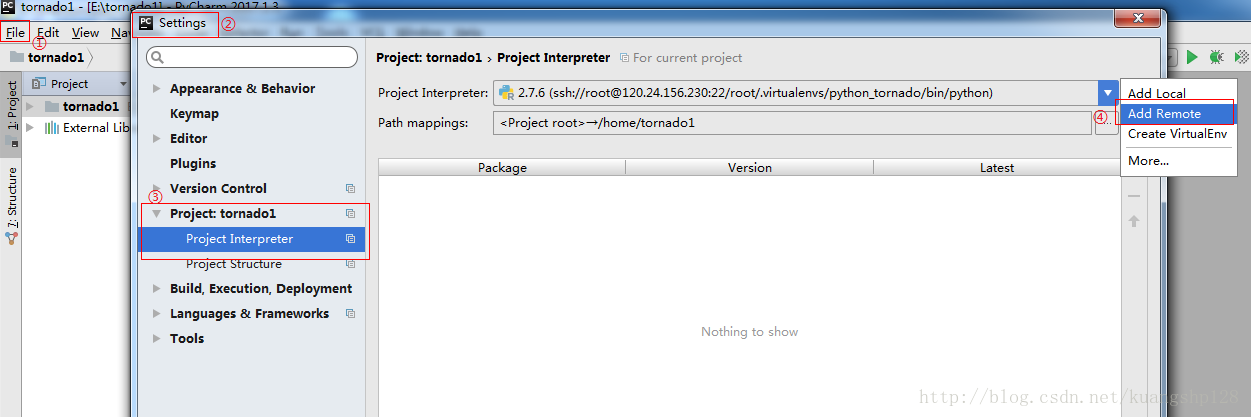 PC tornado1 - [E:\tornado1] - PyCharm 2017.1.3
File Edit View
①
tornado1
1: Project
Project
tornado1
External Lib
7: Structure
PC Settings ②
Appearance & Behavior
Keymap
Editor
Plugins
Version Control
③
Project: tornado1
Project Interpreter
Project Structure
Build, Execution, Deployment
Languages & Frameworks
Tools
Project: tornado1 › Project Interpreter For current project
Project Interpreter: 2.7.6 (ssh://root@120.24.156.230:22/root/.virtualenvs/python_tornado/bin/python)
Path mappings: <Project root>→/home/tornado1
Package Version Latest
Nothing to show
Add Local
④ Add Remote
Create VirtualEnv
More...
http://blog.csdn.net/kuangshp128